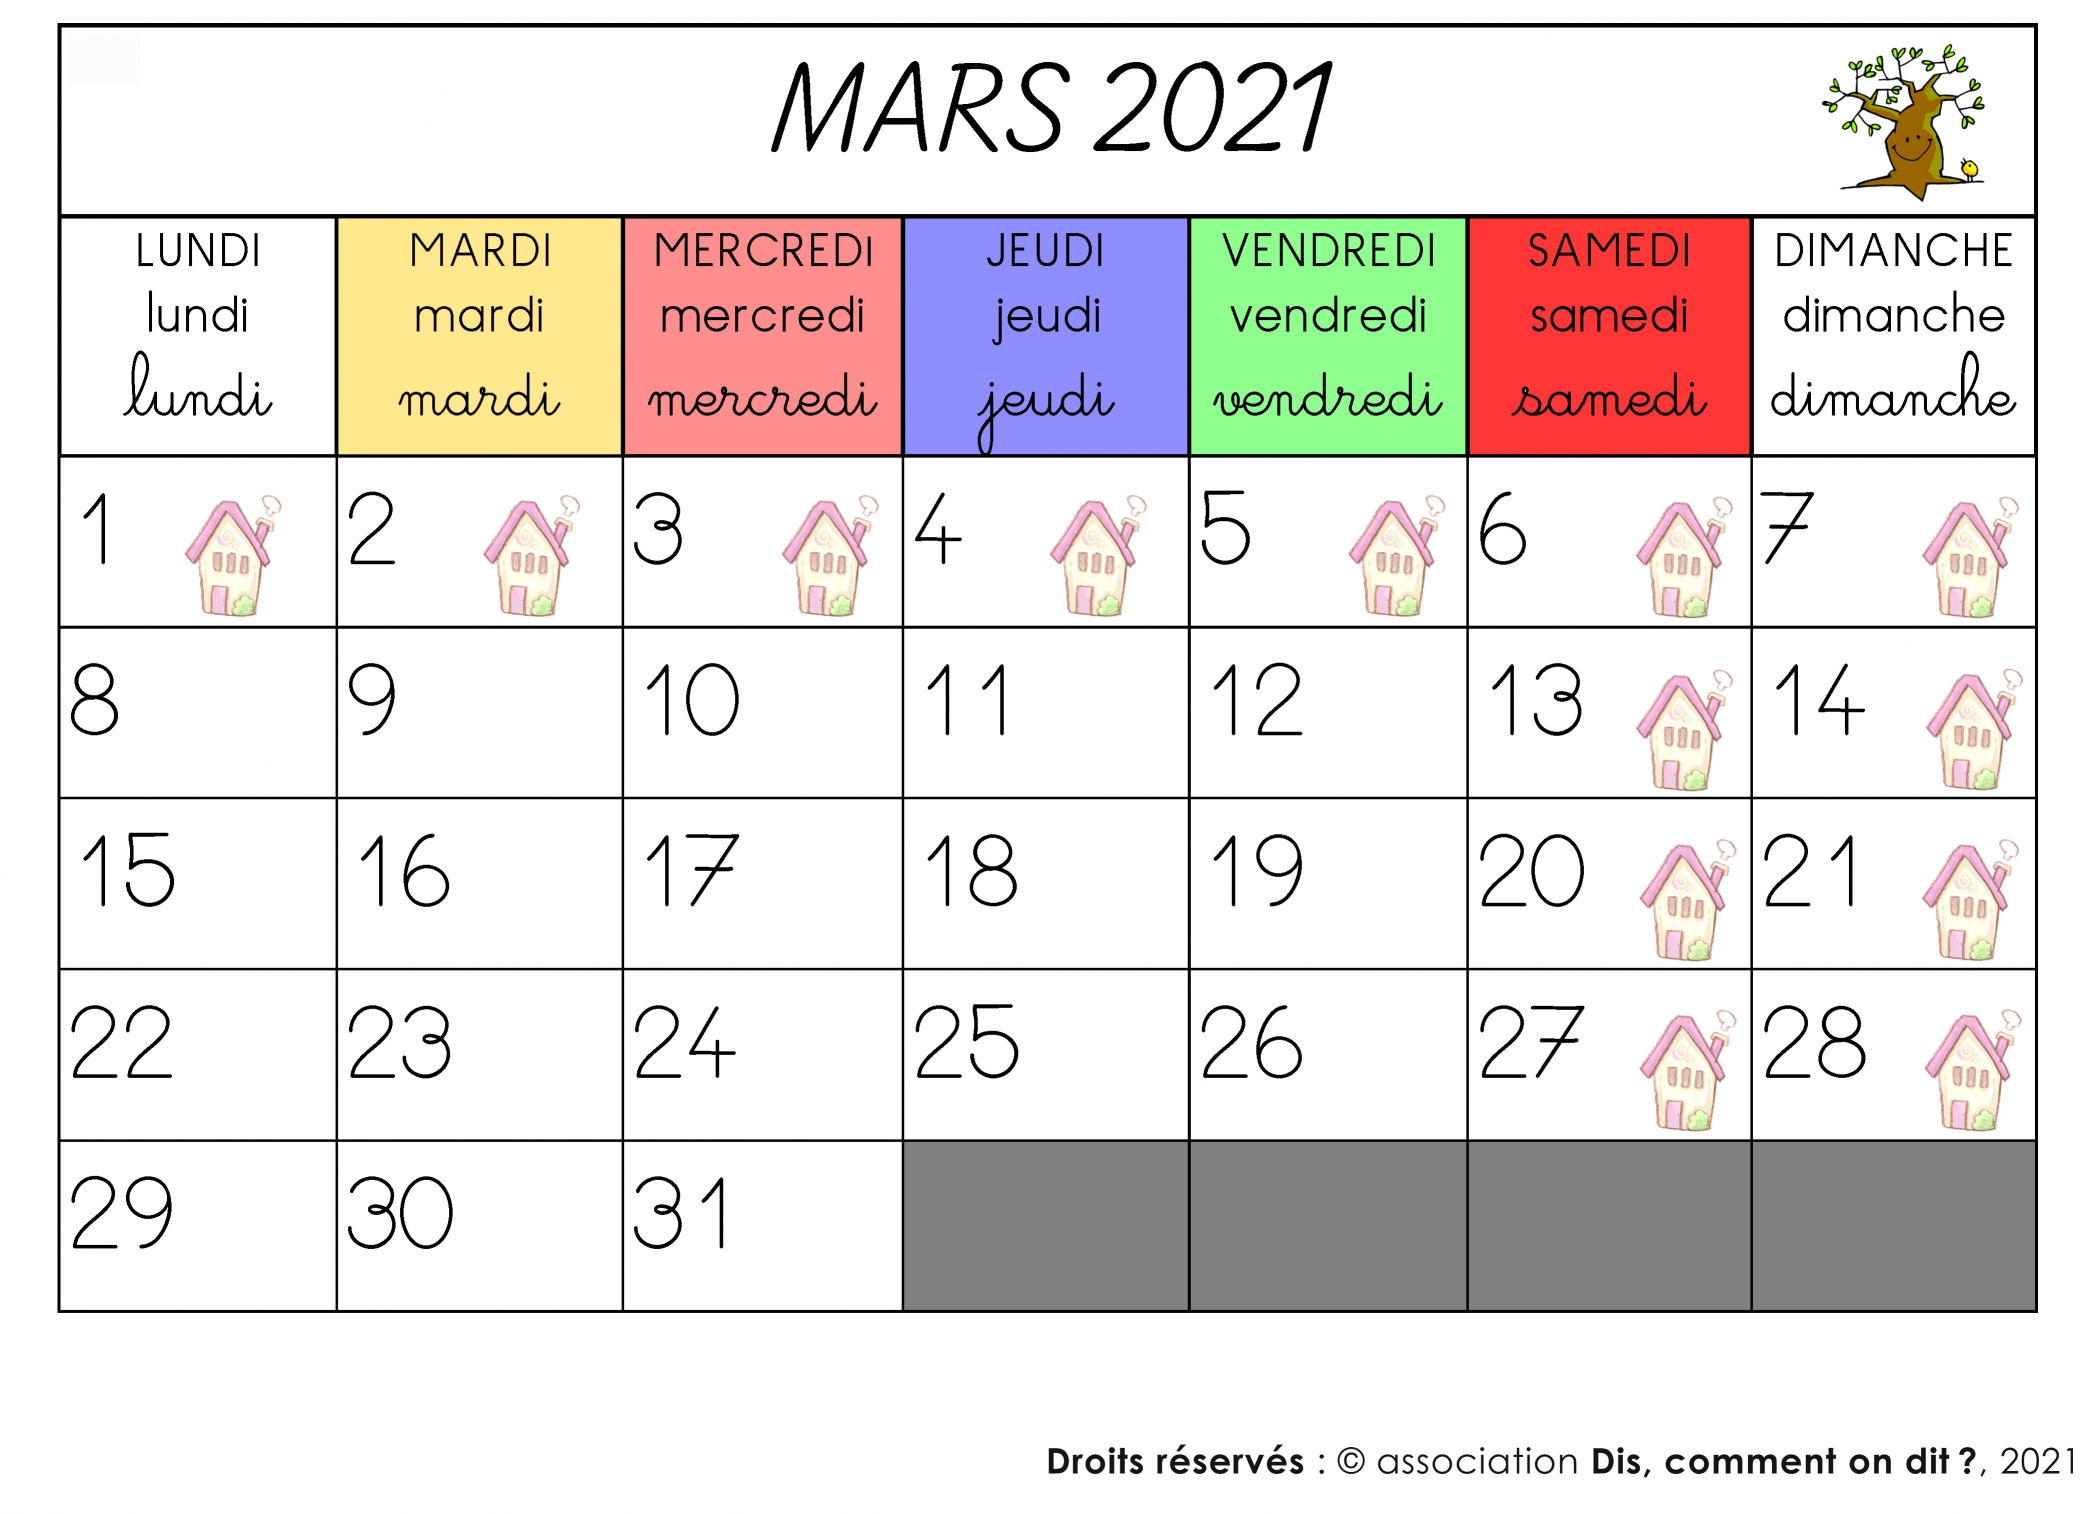 MARS 2021
LUNDI MARDI MERCREDI JEUDI VENDREDI SAMEDI DIMANCHE
lundi mardi mercredi jeudi vendredi samedi dimanche
lundi mardi mercredi jeudi vendredi samedi dimanche
1 2 3 4 5 6 7
8 9 10 11 12 13 14
15 16 17 18 19 20 21
22 23 24 25 26 27 28
29 30 31
Droits réservés : © association Dis, comment on dit ?, 2021